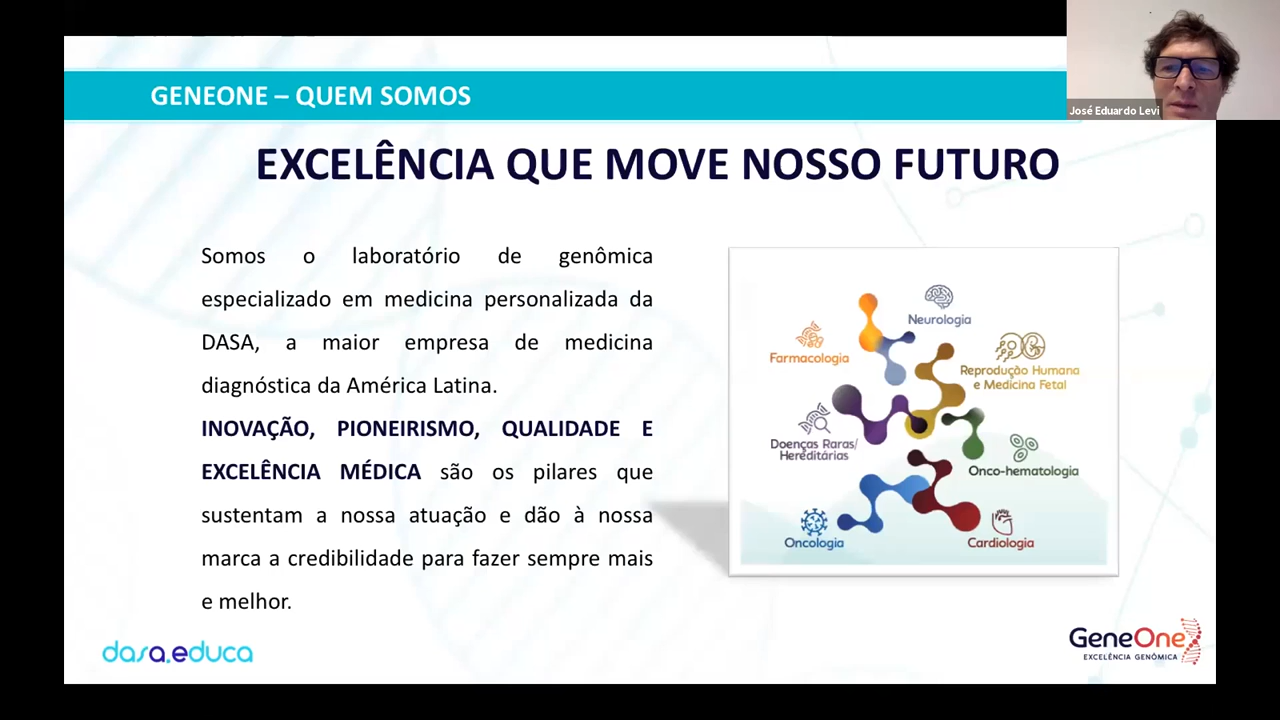 GENEONE – QUEM SOMOS
José Eduardo Levi
EXCELÊNCIA QUE MOVE NOSSO FUTURO
Somos o laboratório de genômica
especializado em medicina personalizada da
DASA, a maior empresa de medicina
diagnóstica da América Latina.
INOVAÇÃO, PIONEIRISMO, QUALIDADE E
EXCELÊNCIA MÉDICA são os pilares que
sustentam a nossa atuação e dão à nossa
marca a credibilidade para fazer sempre mais
e melhor.
Neurologia
Farmacologia
Reprodução Humana
e Medicina Fetal
Doenças Raras/
Hereditárias
Onco-hematologia
Oncologia
Cardiologia
dasa.educa
GeneOne
EXCELÊNCIA GENÔMICA